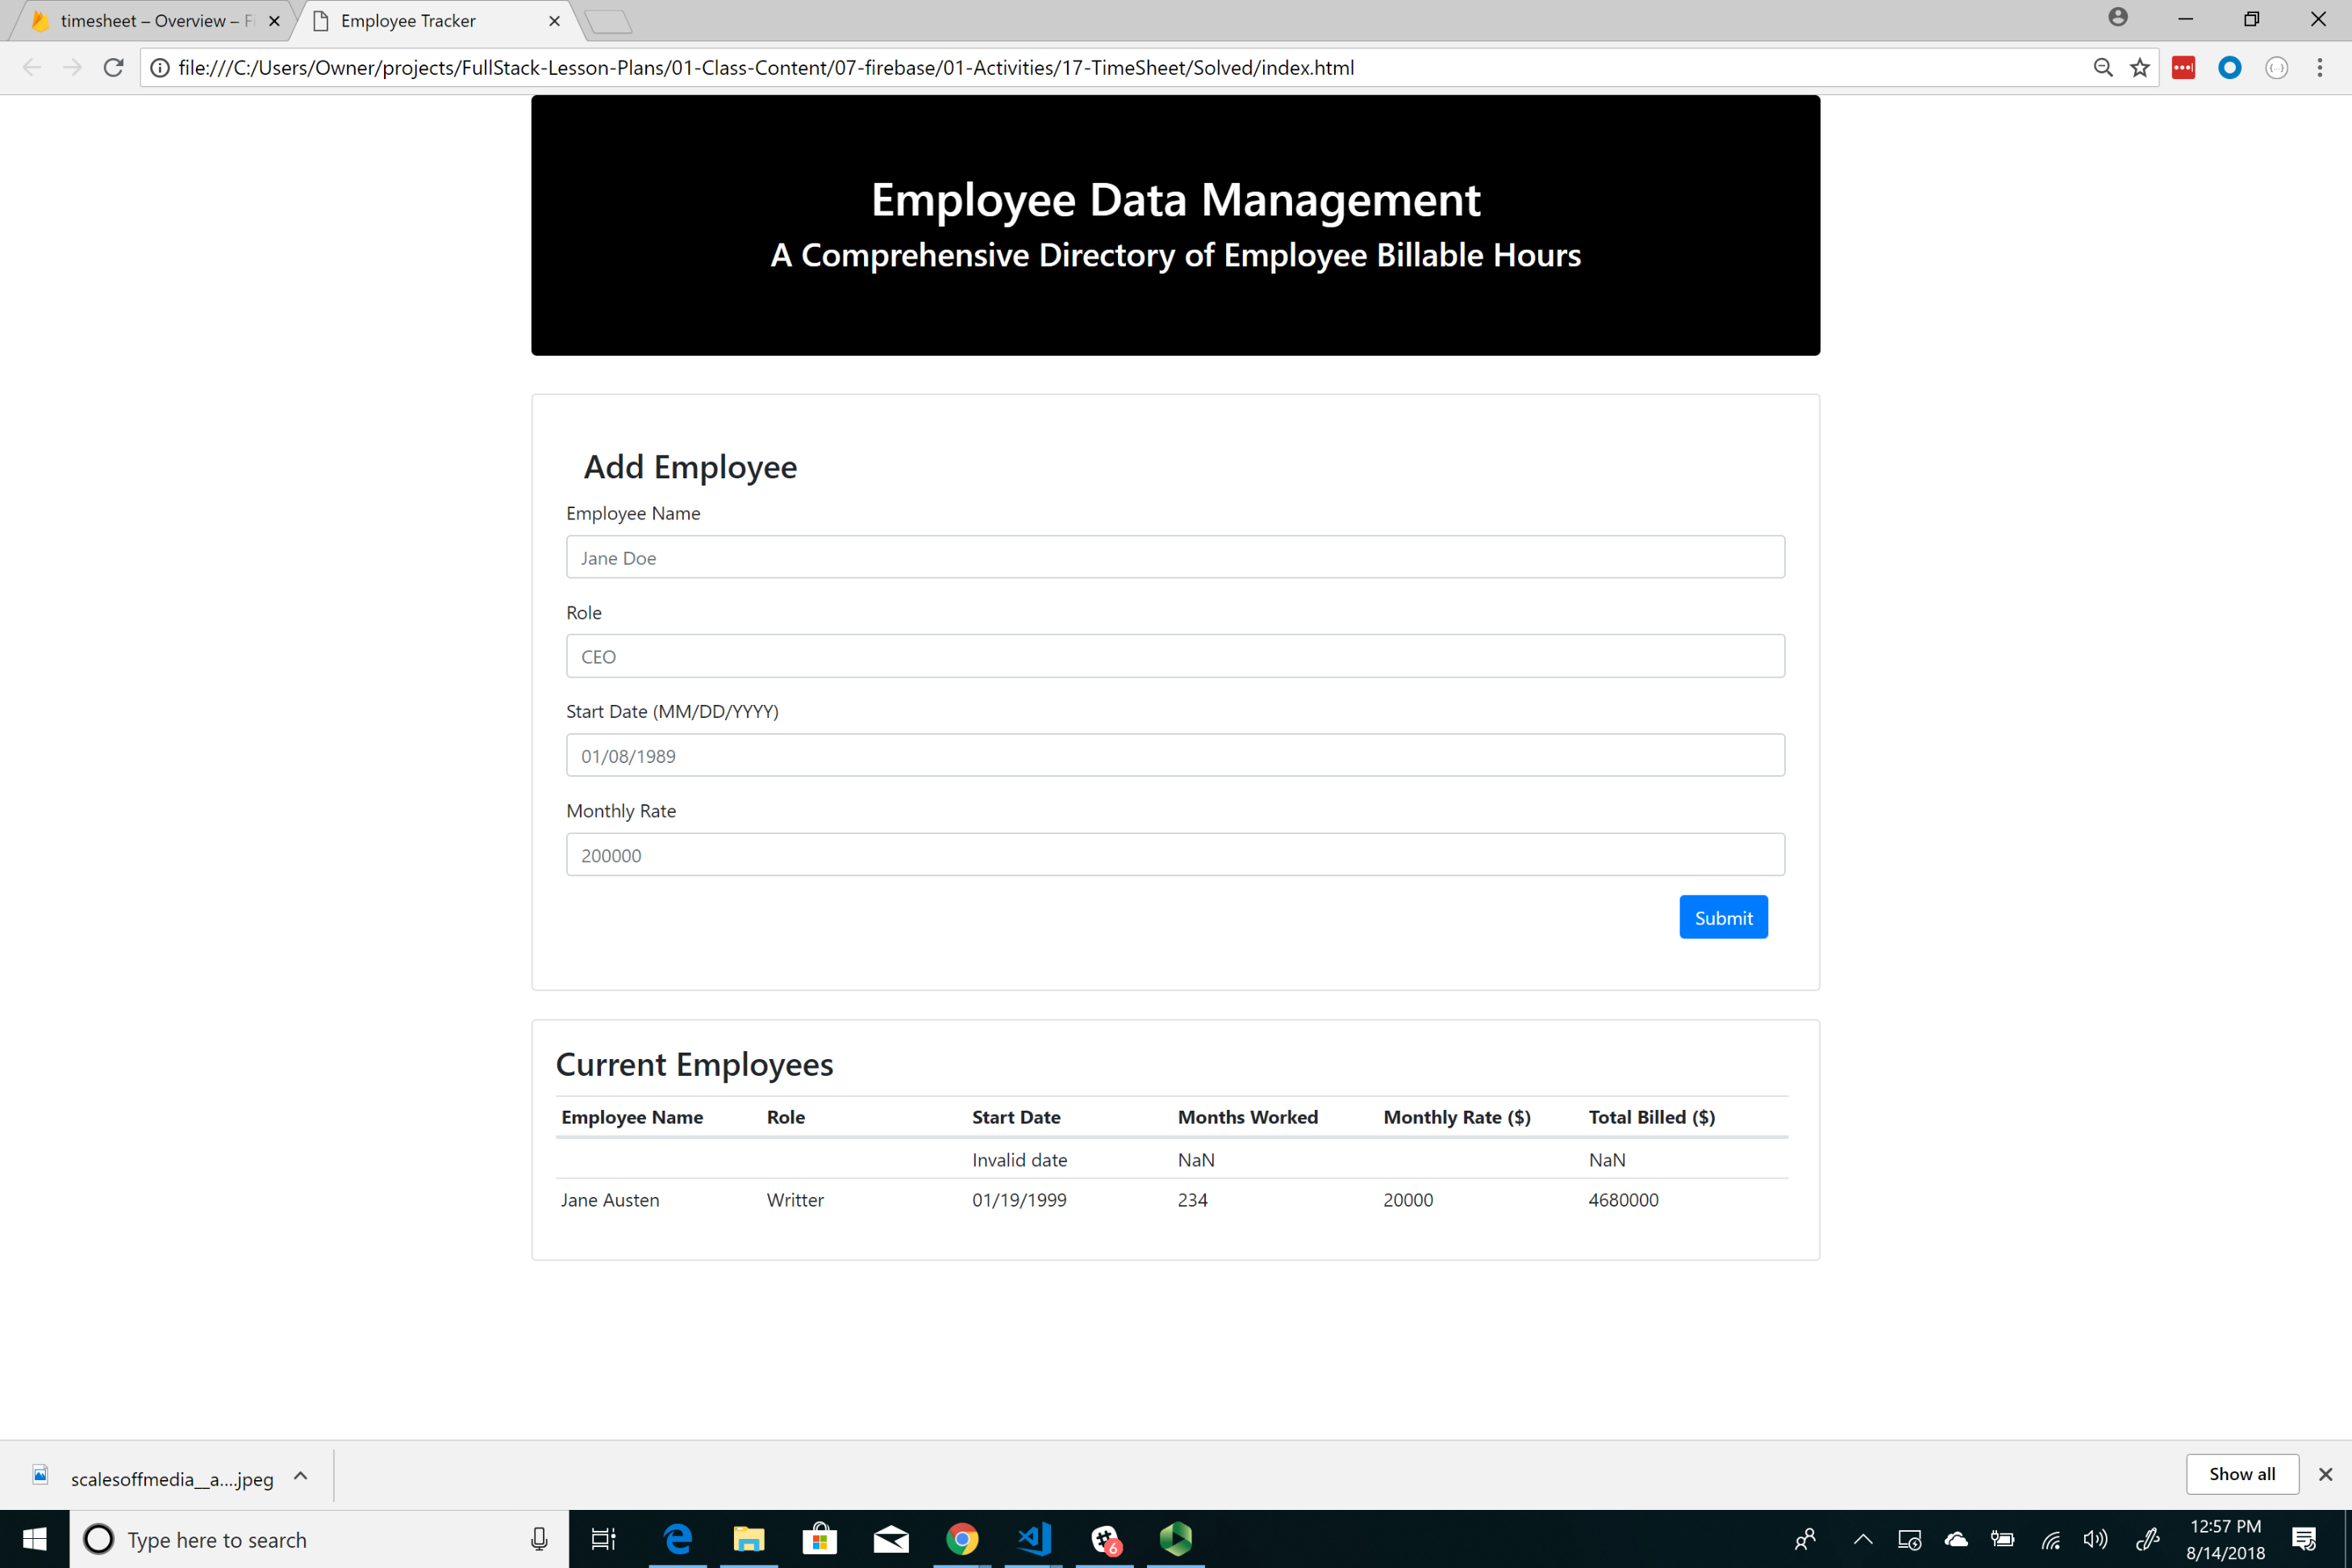 timesheet – Overview – Fi
Employee Tracker
file:///C:/Users/Owner/projects/FullStack-Lesson-Plans/01-Class-Content/07-firebase/01-Activities/17-TimeSheet/Solved/index.html
Employee Data Management
A Comprehensive Directory of Employee Billable Hours
Add Employee
Employee Name
Jane Doe
Role
CEO
Start Date (MM/DD/YYYY)
01/08/1989
Monthly Rate
200000
Submit
Current Employees
Employee Name Role Start Date Months Worked Monthly Rate ($) Total Billed ($)
Invalid date NaN NaN
Jane Austen Writter 01/19/1999 234 20000 4680000
scalesoffmedia__a....jpeg
Show all
Type here to search
6
12:57 PM
8/14/2018